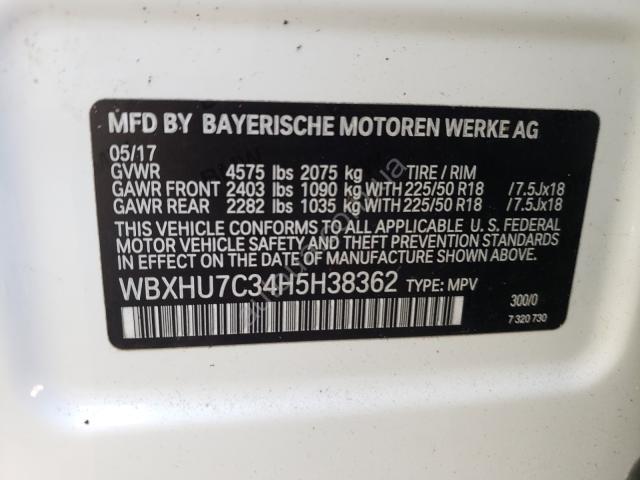 MFD BY BAYERISCHE MOTOREN WERKE AG
05/17
GVWR 4575 lbs 2075 kg TIRE / RIM
GAWR FRONT 2403 lbs 1090 kg WITH 225/50 R18 /7.5Jx18
GAWR REAR 2282 lbs 1035 kg WITH 225/50 R18 /7.5Jx18
THIS VEHICLE CONFORMS TO ALL APPLICABLE U. S. FEDERAL
MOTOR VEHICLE SAFETY AND THEFT PREVENTION STANDARDS
IN EFFECT ON THE DATE OF MANUFACTURE SHOWN ABOVE.
WBXHU7C34H5H38362 TYPE: MPV
300/0
7 320 730